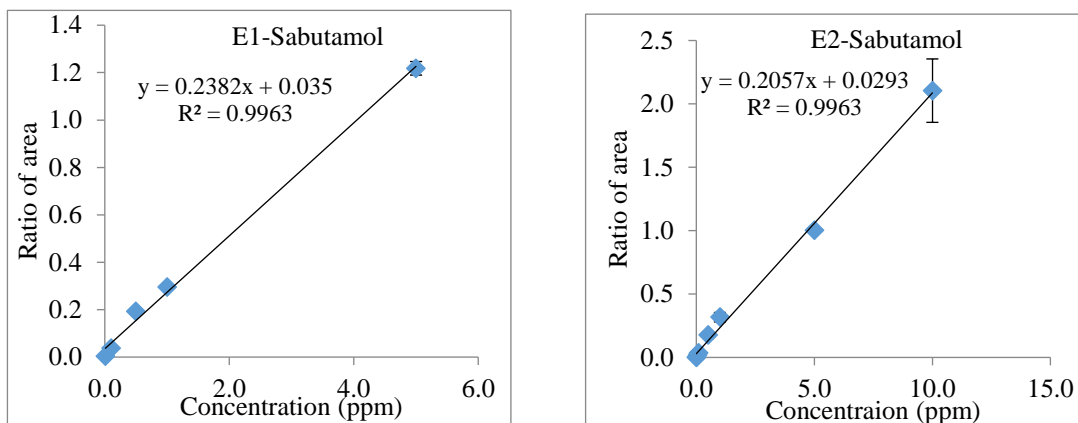 E1-Sabutamol
y = 0.2382x + 0.035
R² = 0.9963
Ratio of area
1.4
1.2
1.0
0.8
0.6
0.4
0.2
0.0
0.0 2.0 4.0 6.0
Concentration (ppm)
E2-Sabutamol
y = 0.2057x + 0.0293
R² = 0.9963
Ratio of area
2.5
2.0
1.5
1.0
0.5
0.0
0.0 5.0 10.0 15.0
Concentraion (ppm)